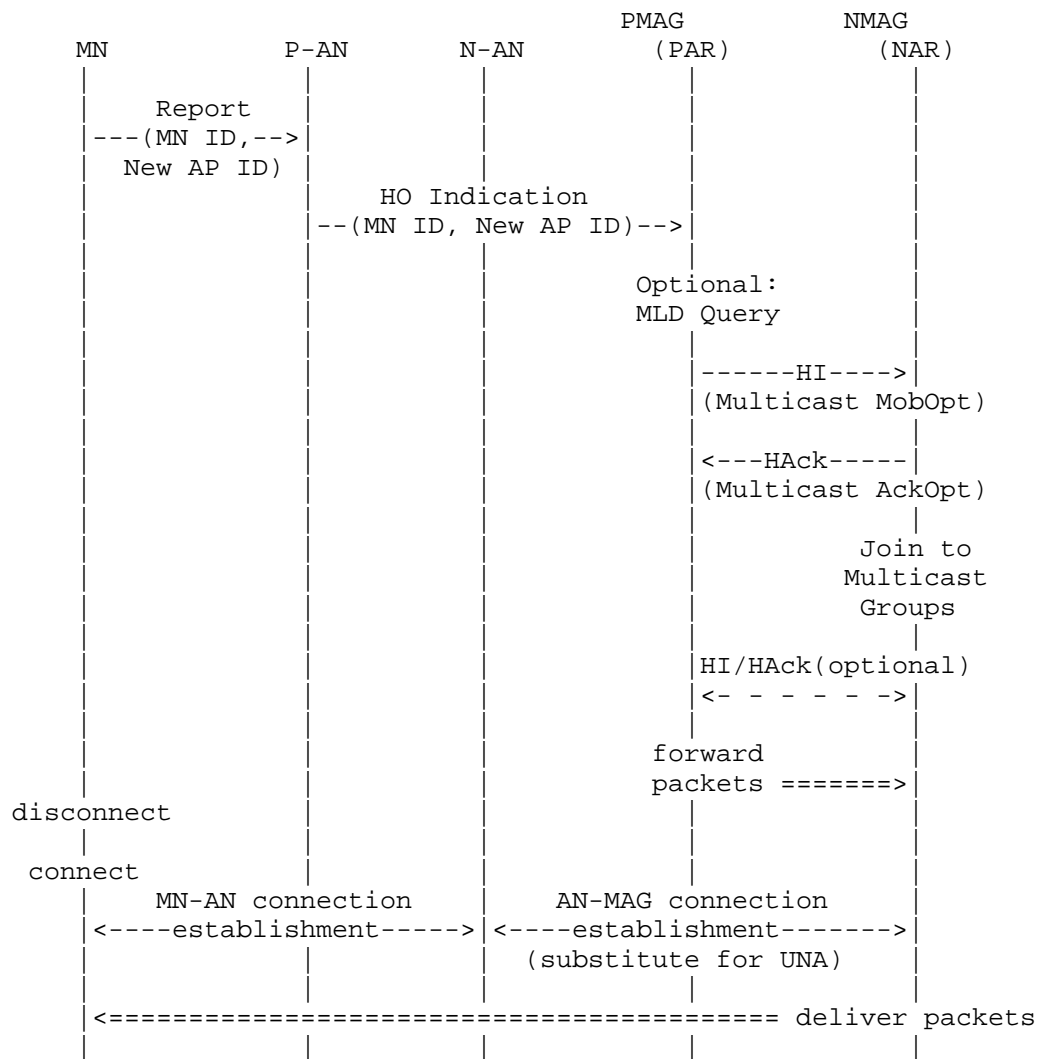 PMAG NMAG
MN P-AN N-AN (PAR) (NAR)
Report
---(MN ID,-->
New AP ID)
HO Indication
--(MN ID, New AP ID)-->
Optional:
MLD Query
------HI---->
(Multicast MobOpt)
<---HAck-----
(Multicast AckOpt)
Join to
Multicast
Groups
HI/HAck(optional)
<- - - - - ->
forward
packets =======>
disconnect
connect
MN-AN connection AN-MAG connection
<----establishment-----> <----establishment------->
(substitute for UNA)
<========================================== deliver packets